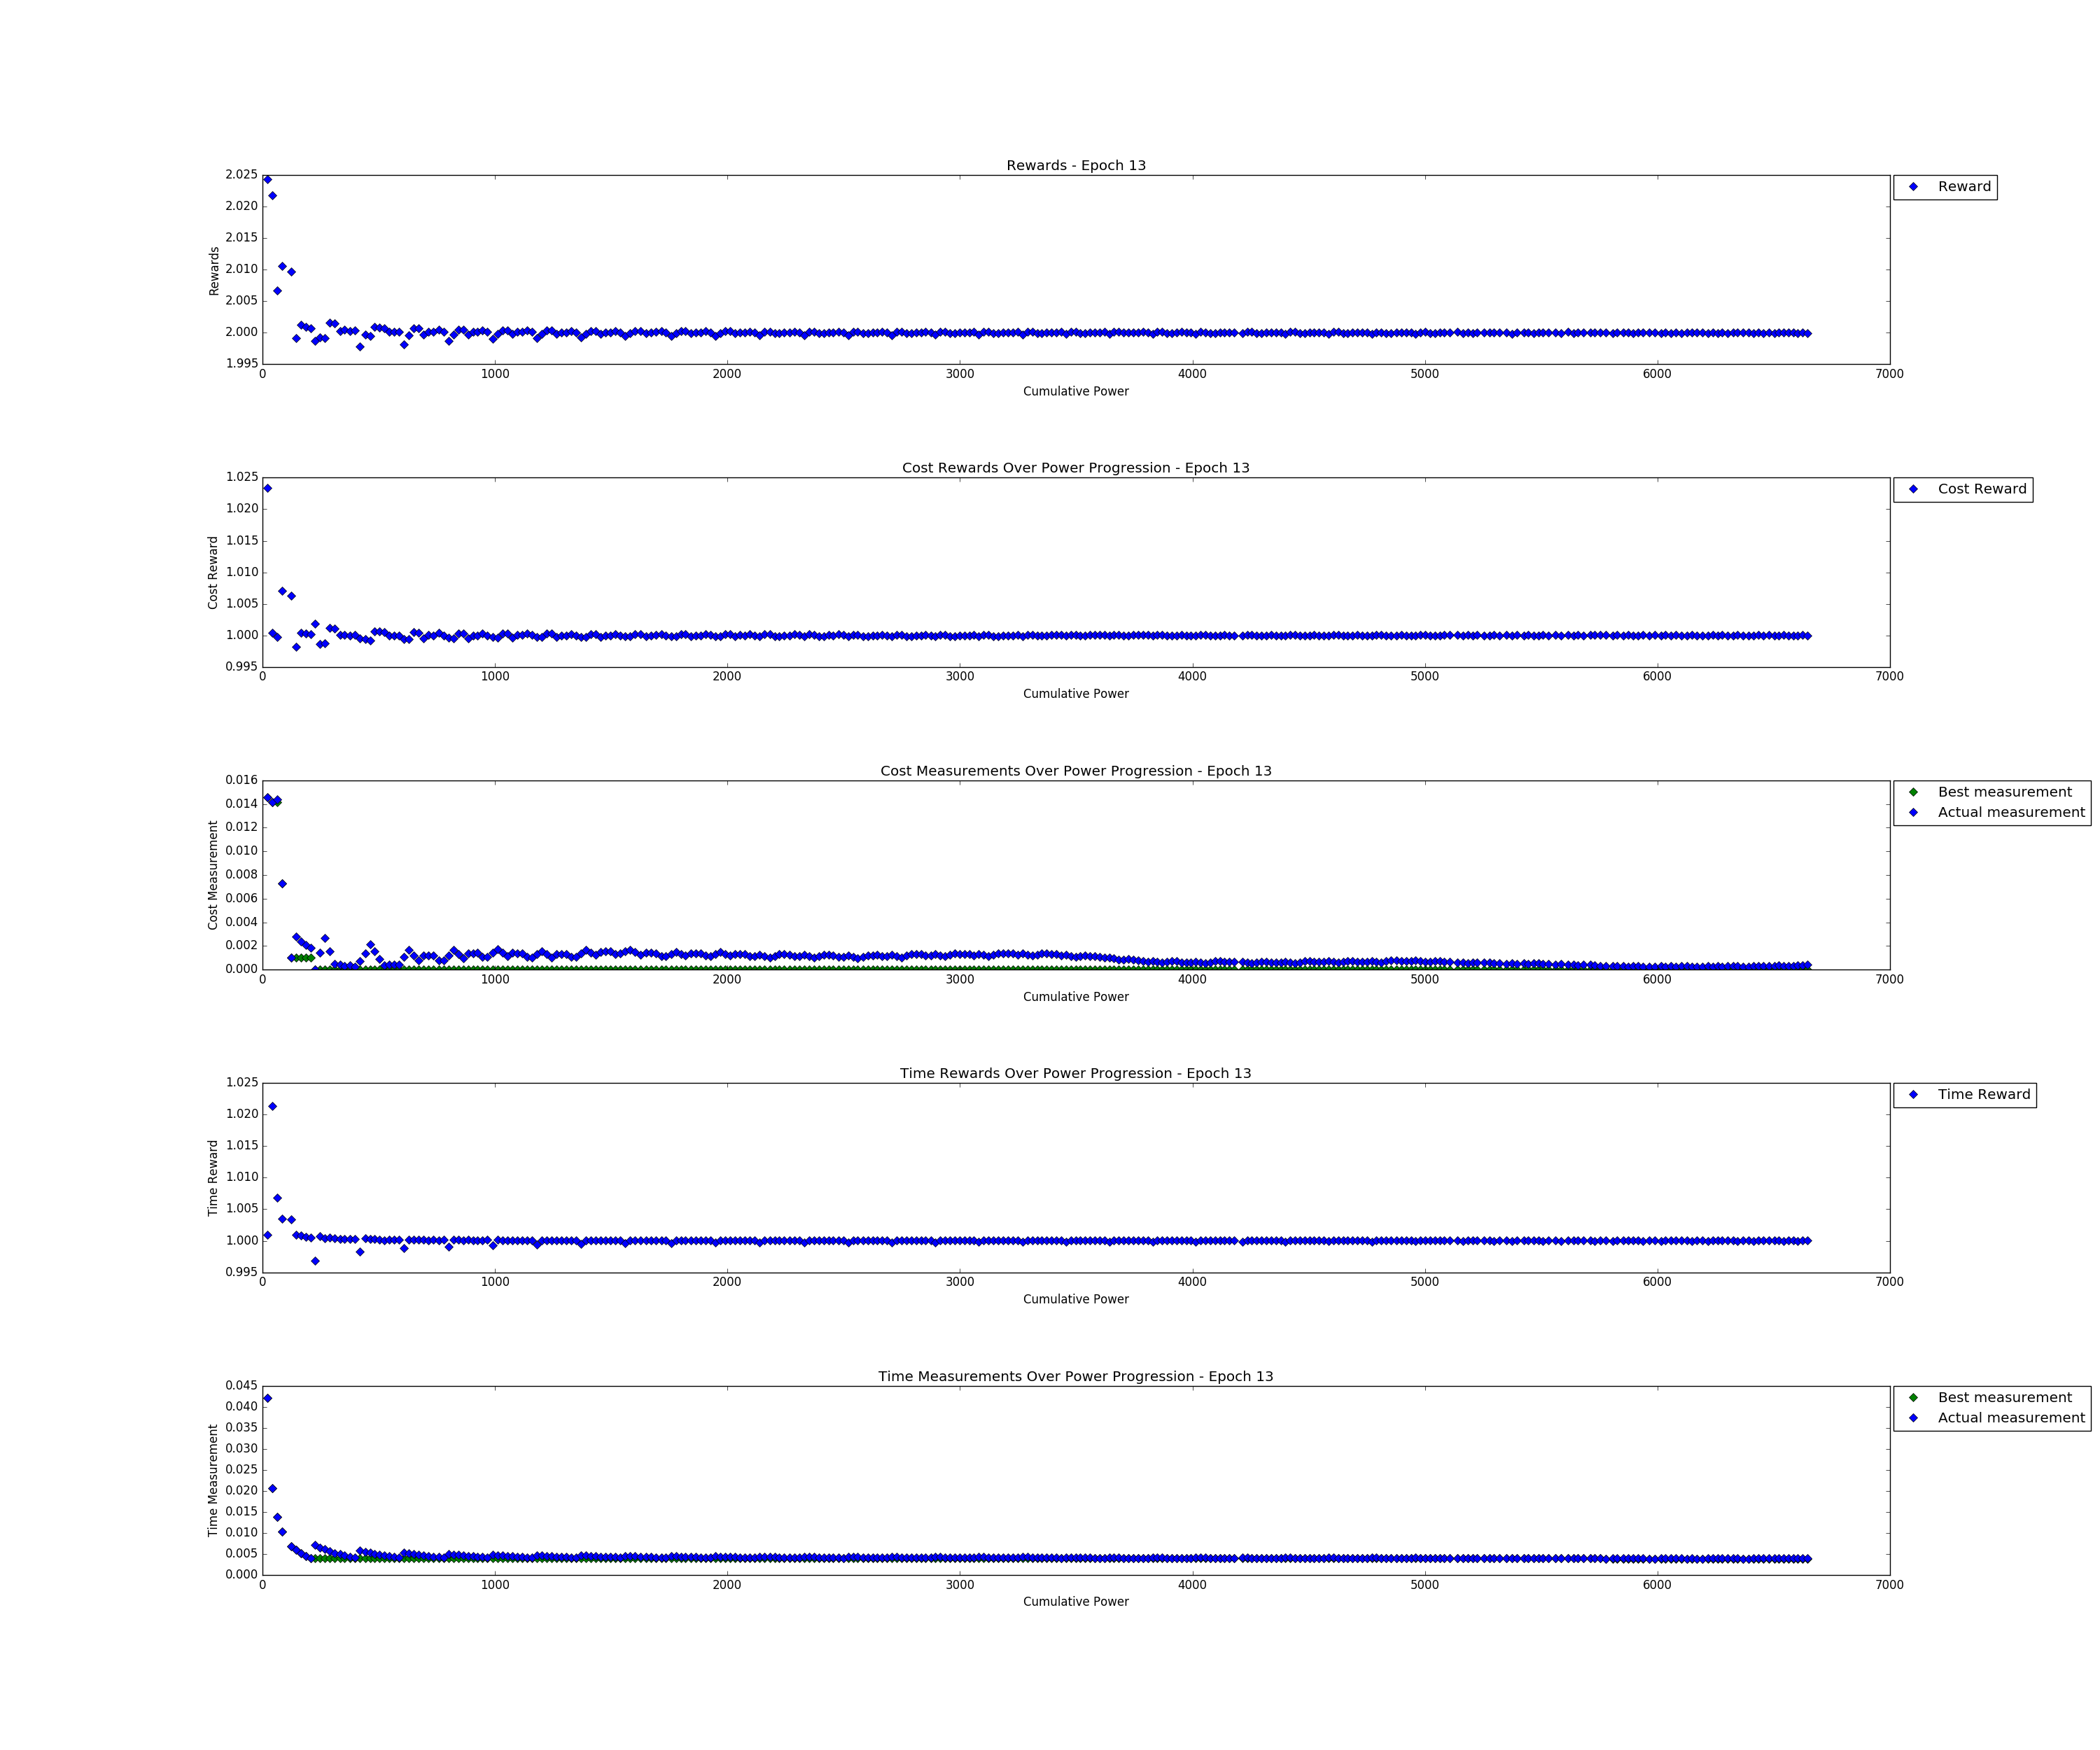 Rewards - Epoch 13
2.025
2.020
2.015
2.010
2.005
2.000
1.995
Rewards
0 1000 2000 3000 4000 5000 6000 7000
Cumulative Power
Reward
Cost Rewards Over Power Progression - Epoch 13
1.025
1.020
1.015
1.010
1.005
1.000
0.995
Cost Reward
0 1000 2000 3000 4000 5000 6000 7000
Cumulative Power
Cost Reward
Cost Measurements Over Power Progression - Epoch 13
0.016
0.014
0.012
0.010
0.008
0.006
0.004
0.002
0.000
Cost Measurement
0 1000 2000 3000 4000 5000 6000 7000
Cumulative Power
Best measurement
Actual measurement
Time Rewards Over Power Progression - Epoch 13
1.025
1.020
1.015
1.010
1.005
1.000
0.995
Time Reward
0 1000 2000 3000 4000 5000 6000 7000
Cumulative Power
Time Reward
Time Measurements Over Power Progression - Epoch 13
0.045
0.040
0.035
0.030
0.025
0.020
0.015
0.010
0.005
0.000
Time Measurement
0 1000 2000 3000 4000 5000 6000 7000
Cumulative Power
Best measurement
Actual measurement